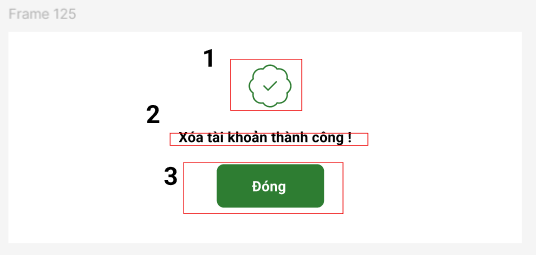 Frame 125
1
2
Xóa tài khoản thành công !
3
Đóng